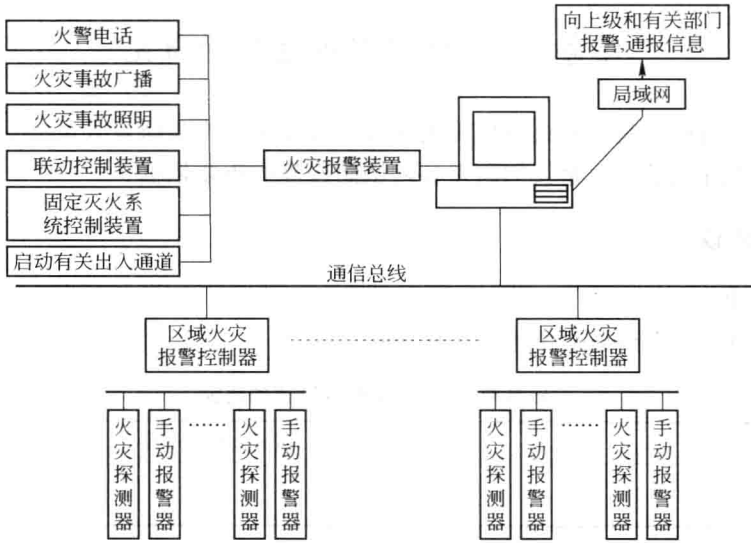 火警电话
火灾事故广播
火灾事故照明
联动控制装置
固定灭火系
统控制装置
启动有关出入通道
火灾报警装置
向上级和有关部门
报警,通报信息
局域网
通信总线
区域火灾
报警控制器
区域火灾
报警控制器
火灾探测器
手动报警器
……
火灾探测器
手动报警器
火灾探测器
手动报警器
……
火灾探测器
手动报警器